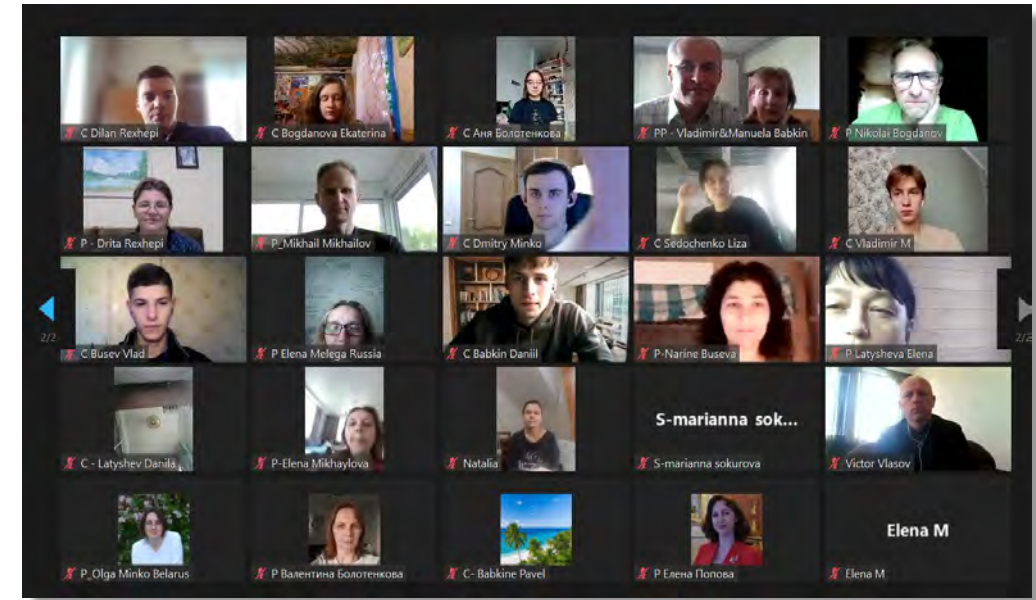 C Dilan Rexhepi
C Bogdanova Ekaterina
C Аня Болотенкова
PP - Vladimir&Manuela Babkin
P Nikolai Bogdanov
P - Drita Rexhepi
P_Mikhail Mikhailov
C Dmitry Minko
C Sedochenko Liza
C Vladimir M
2/2
C Busev Vlad
P Elena Melega Russia
C Babkin Daniil
P-Narine Buseva
P Latysheva Elena
2/2
C - Latyshev Danila
P-Elena Mikhaylova
Natalia
S-marianna sok...
S-marianna sokurova
Victor Vlasov
P_Olga Minko Belarus
P Валентина Болотенкова
C- Babkine Pavel
P Елена Попова
Elena M
Elena M